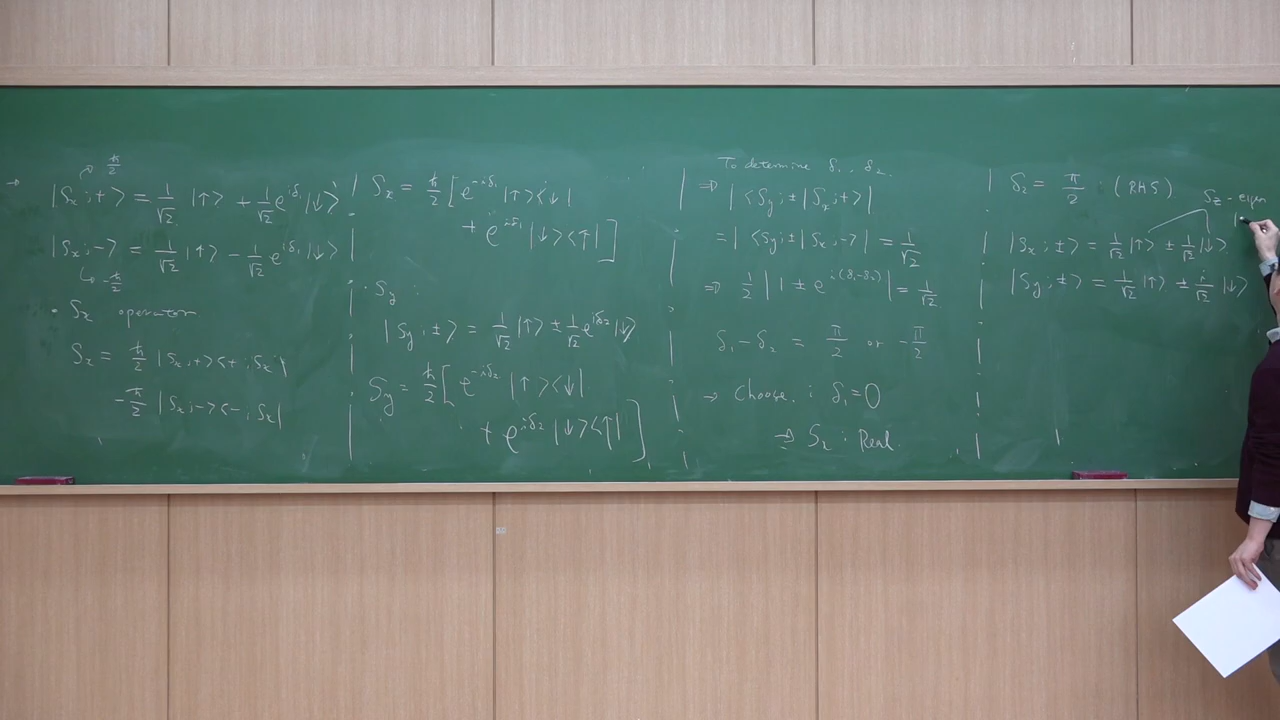 ħ/2
→ |Sx;+> = 1/√2 |↑> + 1/√2 e^{iδ₁} |↓>
|Sx;-> = 1/√2 |↑> - 1/√2 e^{iδ₁} |↓>
-ħ/2
· Sx operator
Sx = ħ/2 |Sx;+><+;Sx|
-ħ/2 |Sx;-><-;Sx|
Sx = ħ/2 [ e^{-iδ₁} |↑><↓|
+ e^{iδ₁} |↓><↑| ]
· Sy :
|Sy;±> = 1/√2 |↑> ± 1/√2 e^{iδ₂} |↓>
Sy = ħ/2 [ e^{-iδ₂} |↑><↓|
+ e^{iδ₂} |↓><↑| ]
To determine δ₁, δ₂
⇒ |<Sy;±|Sx;+>|
= |<Sy;±|Sx;->| = 1/√2
⇒ 1/2 |1 ± e^{i(δ₁-δ₂)}| = 1/√2
δ₁-δ₂ = π/2 or -π/2
→ Choose : δ₁=0
⇒ Sx : Real
δ₂ = π/2 (RHS)
Sz-eigen
|Sx;±> = 1/√2 |↑> ± 1/√2 |↓>
|Sy;±> = 1/√2 |↑> ± i/√2 |↓>